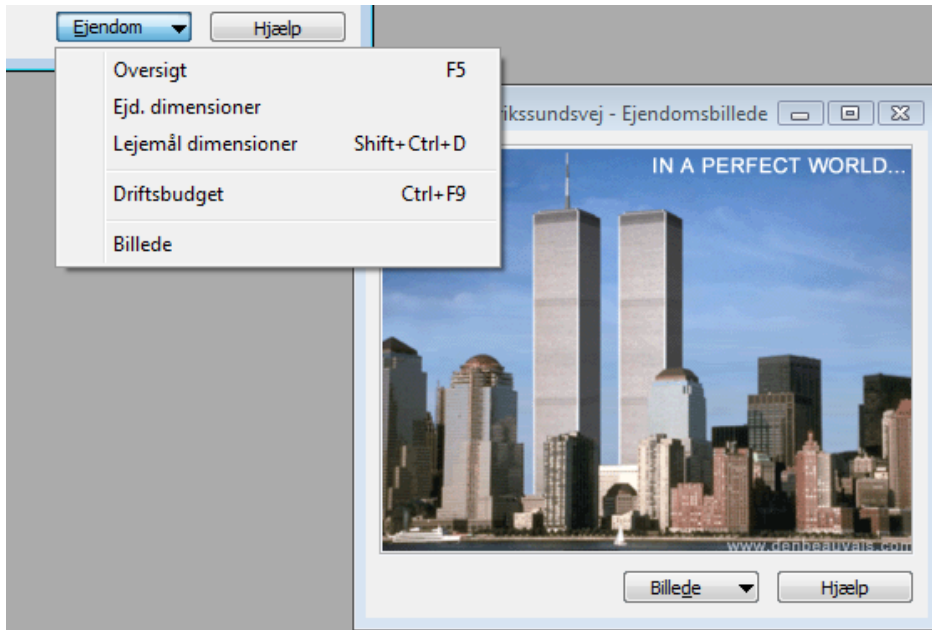 Ejendom
Hjælp
Oversigt F5
Ejd. dimensioner
Lejemål dimensioner Shift+Ctrl+D
Driftsbudget Ctrl+F9
Billede
ikssundsvej - Ejendomsbillede
IN A PERFECT WORLD...
www.denbeauvais.com
Billede
Hjælp